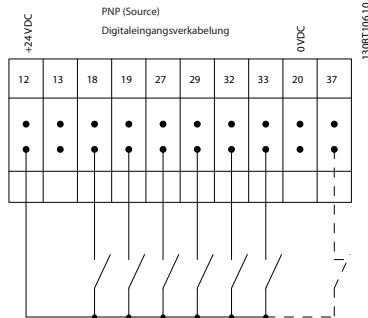 PNP (Source)
Digitaleingangsverkabelung
+24 VDC
0 VDC
130BT106.10
12 13 18 19 27 29 32 33 20 37